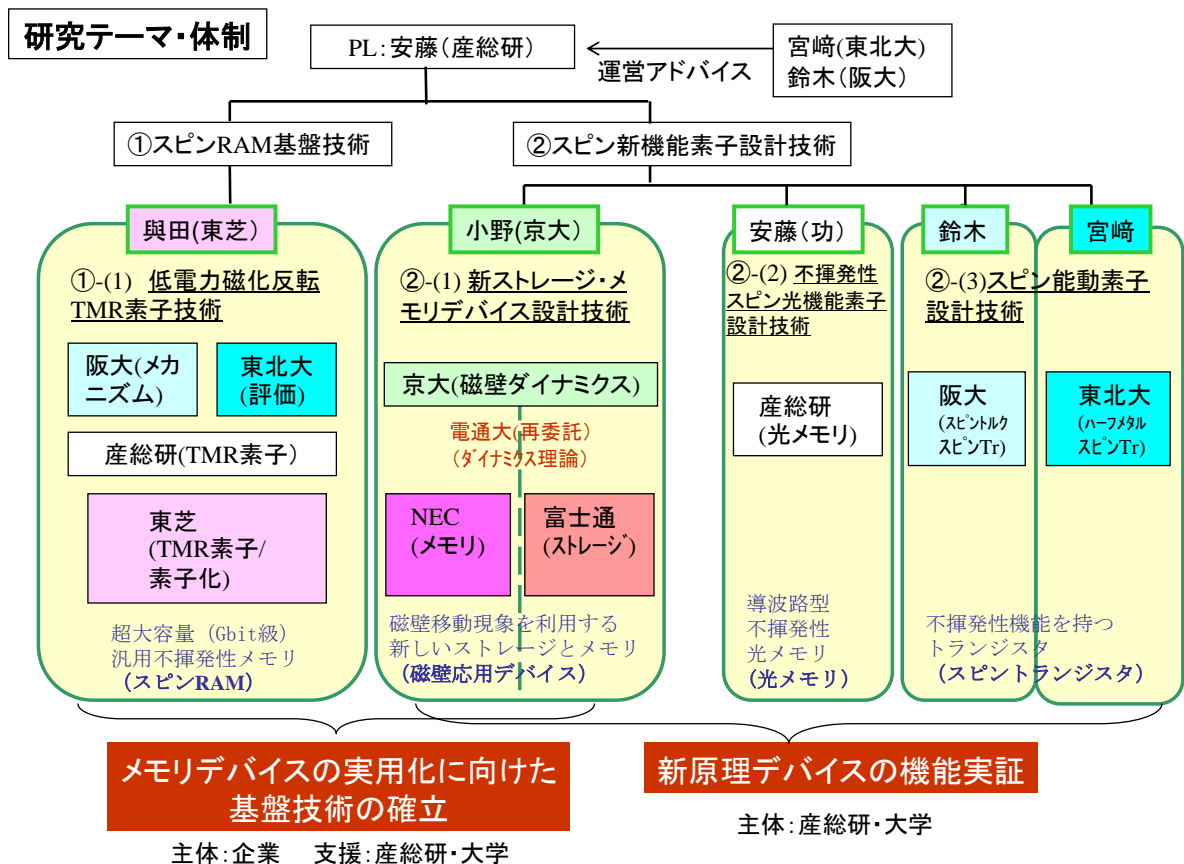 研究テーマ・体制
PL:安藤(産総研)
宮﨑(東北大)
鈴木(阪大)
運営アドバイス
①スピンRAM基盤技術
②スピン新機能素子設計技術
與田(東芝)
①-(1) 低電力磁化反転
TMR素子技術
阪大(メカ
ニズム)
東北大
(評価)
産総研(TMR素子)
東芝
(TMR素子/
素子化)
超大容量 (Gbit級)
汎用不揮発性メモリ
(スピンRAM)
小野(京大)
②-(1) 新ストレージ・メ
モリデバイス設計技術
京大(磁壁ダイナミクス)
電通大(再委託)
(ダイナミクス理論)
NEC
(メモリ)
富士通
(ストレージ)
磁壁移動現象を利用する
新しいストレージとメモリ
(磁壁応用デバイス)
安藤(功)
②-(2) 不揮発性
スピン光機能素子
設計技術
産総研
(光メモリ)
導波路型
不揮発性
光メモリ
(光メモリ)
鈴木
宮﨑
②-(3)スピン能動素子
設計技術
阪大
(スピントルク
スピンTr)
東北大
(ハーフメタル
スピンTr)
不揮発性機能を持つ
トランジスタ
(スピントランジスタ)
メモリデバイスの実用化に向けた
基盤技術の確立
主体:企業 支援:産総研・大学
新原理デバイスの機能実証
主体:産総研・大学